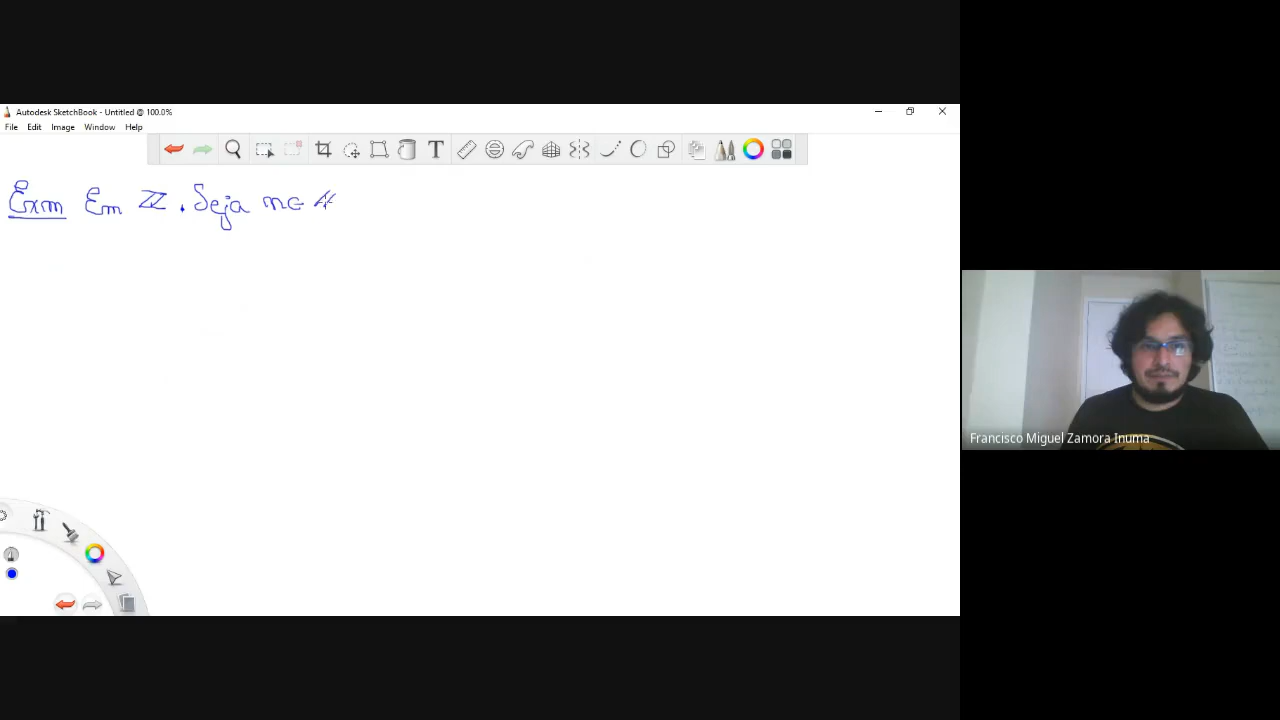 Autodesk SketchBook - Untitled @ 100.0%
File Edit Image Window Help
T
Exm Em ℤ. Seja n∈
Francisco Miguel Zamora Inuma